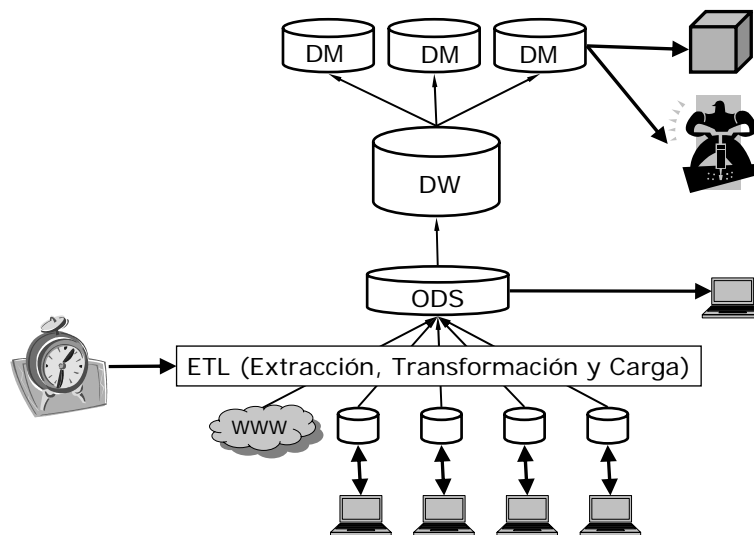 DM
DM
DM
DW
ODS
ETL (Extracción, Transformación y Carga)
WWW